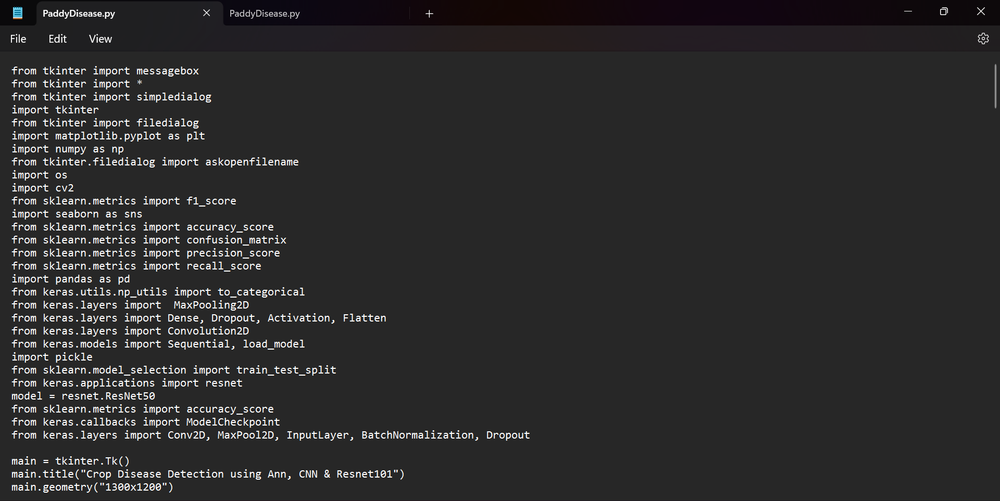 PaddyDisease.py
PaddyDisease.py
File Edit View
from tkinter import messagebox
from tkinter import *
from tkinter import simpledialog
import tkinter
from tkinter import filedialog
import matplotlib.pyplot as plt
import numpy as np
from tkinter.filedialog import askopenfilename
import os
import cv2
from sklearn.metrics import f1_score
import seaborn as sns
from sklearn.metrics import accuracy_score
from sklearn.metrics import confusion_matrix
from sklearn.metrics import precision_score
from sklearn.metrics import recall_score
import pandas as pd
from keras.utils.np_utils import to_categorical
from keras.layers import  MaxPooling2D
from keras.layers import Dense, Dropout, Activation, Flatten
from keras.layers import Convolution2D
from keras.models import Sequential, load_model
import pickle
from sklearn.model_selection import train_test_split
from keras.applications import resnet
model = resnet.ResNet50
from sklearn.metrics import accuracy_score
from keras.callbacks import ModelCheckpoint
from keras.layers import Conv2D, MaxPool2D, InputLayer, BatchNormalization, Dropout
main = tkinter.Tk()
main.title("Crop Disease Detection using Ann, CNN & Resnet101")
main.geometry("1300x1200")